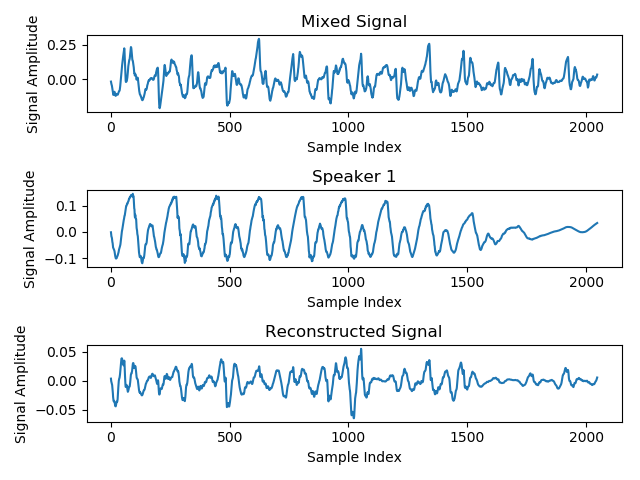 Mixed Signal
Signal Amplitude
0.25
0.00
0
500
1000
1500
2000
Sample Index
Speaker 1
Signal Amplitude
0.1
0.0
−0.1
0
500
1000
1500
2000
Sample Index
Reconstructed Signal
Signal Amplitude
0.05
0.00
−0.05
0
500
1000
1500
2000
Sample Index